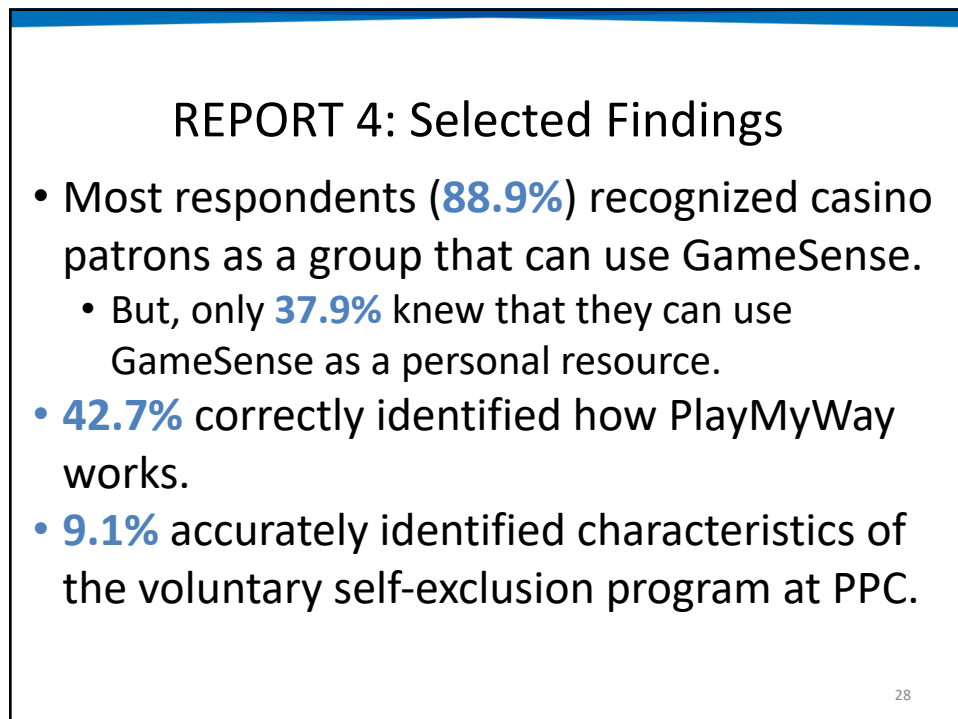 REPORT 4: Selected Findings
• Most respondents (88.9%) recognized casino
patrons as a group that can use GameSense.
• But, only 37.9% knew that they can use
GameSense as a personal resource.
• 42.7% correctly identified how PlayMyWay
works.
• 9.1% accurately identified characteristics of
the voluntary self-exclusion program at PPC.
28